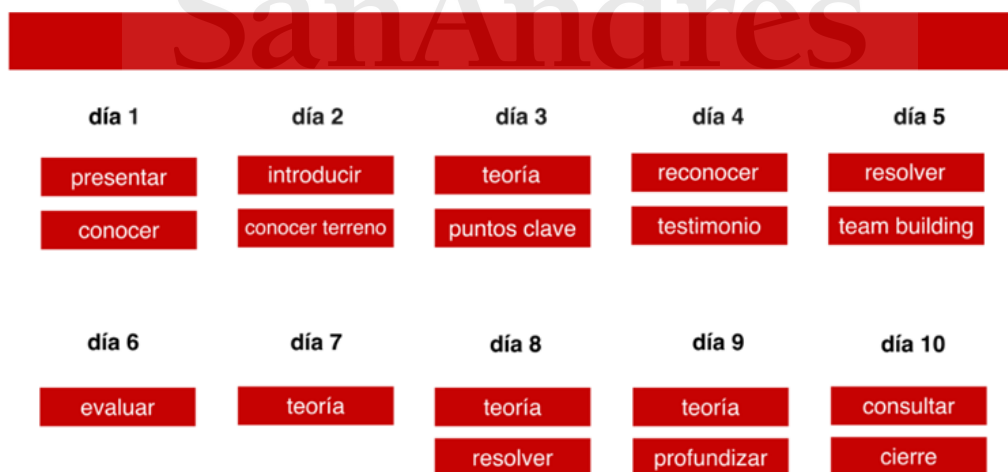 SanAndrés
día 1
día 2
día 3
día 4
día 5
presentar
introducir
teoría
reconocer
resolver
conocer
conocer terreno
puntos clave
testimonio
team building
día 6
día 7
día 8
día 9
día 10
evaluar
teoría
teoría
teoría
consultar
resolver
profundizar
cierre